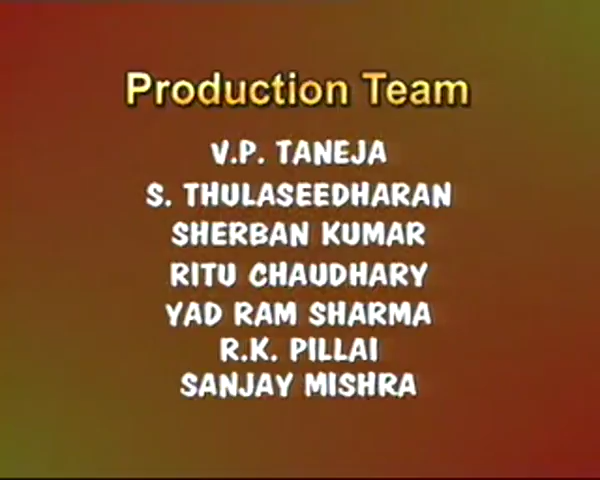 Production Team
V.P. TANEJA
S. THULASEEDHARAN
SHERBAN KUMAR
RITU CHAUDHARY
YAD RAM SHARMA
R.K. PILLAI
SANJAY MISHRA